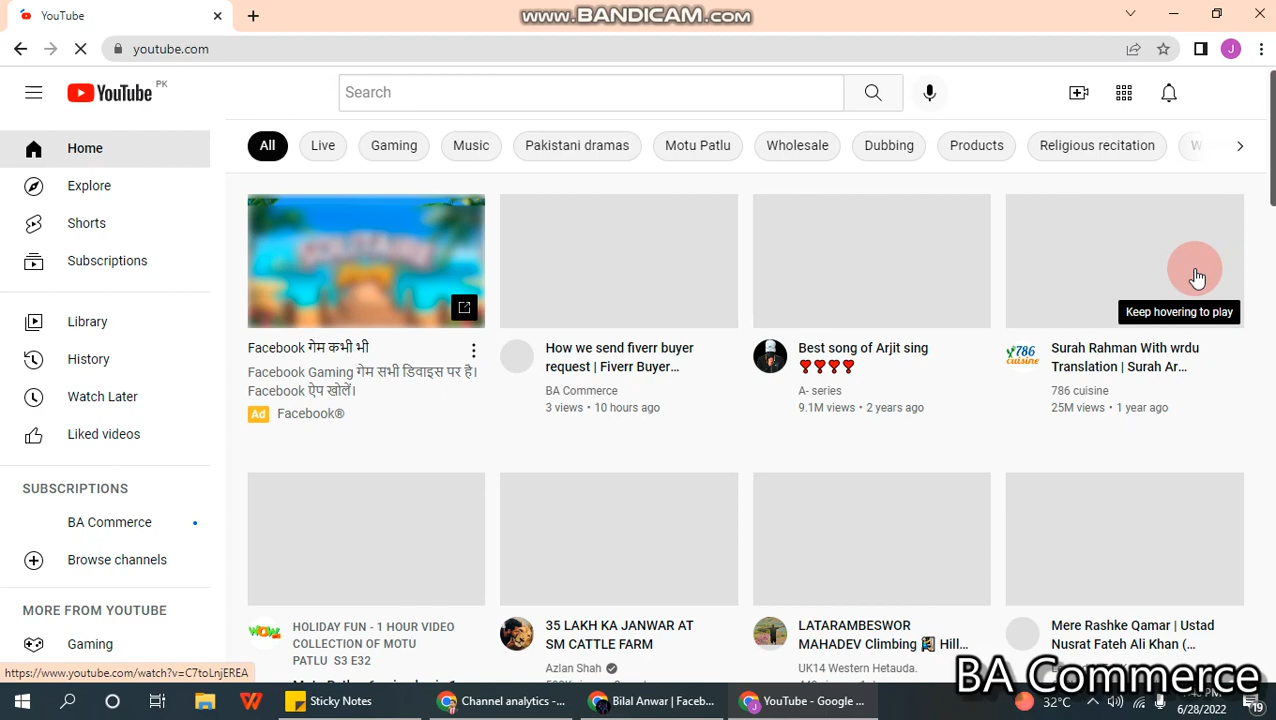 YouTube
www.BANDICAM.com
youtube.com
J
YouTube PK
Search
Home
Explore
Shorts
Subscriptions
Library
History
Watch Later
Liked videos
SUBSCRIPTIONS
BA Commerce
Browse channels
MORE FROM YOUTUBE
Gaming
All
Live
Gaming
Music
Pakistani dramas
Motu Patlu
Wholesale
Dubbing
Products
Religious recitation
SOLITAIRE
Facebook गेम कभी भी
Facebook Gaming गेम सभी डिवाइस पर है।
Facebook ऐप खोलें।
Ad Facebook®
How we send fiverr buyer
request | Fiverr Buyer...
BA Commerce
3 views • 10 hours ago
Best song of Arjit sing
❣❣❣❣
A- series
9.1M views • 2 years ago
Keep hovering to play
786
cuisine
Surah Rahman With wrdu
Translation | Surah Ar...
786 cuisine
25M views • 1 year ago
WOW
HOLIDAY FUN - 1 HOUR VIDEO
COLLECTION OF MOTU
PATLU S3 E32
35 LAKH KA JANWAR AT
SM CATTLE FARM
Azlan Shah
LATARAMBESWOR
MAHADEV Climbing 🧗 Hill...
UK14 Western Hetauda.
Mere Rashke Qamar | Ustad
Nusrat Fateh Ali Khan (...
https://www.youtube.com/watch?v=C7toLnjEREA
BA Commerce
Sticky Notes
Channel analytics -...
Bilal Anwar | Faceb...
YouTube - Google ...
32°C
6/28/2022
19